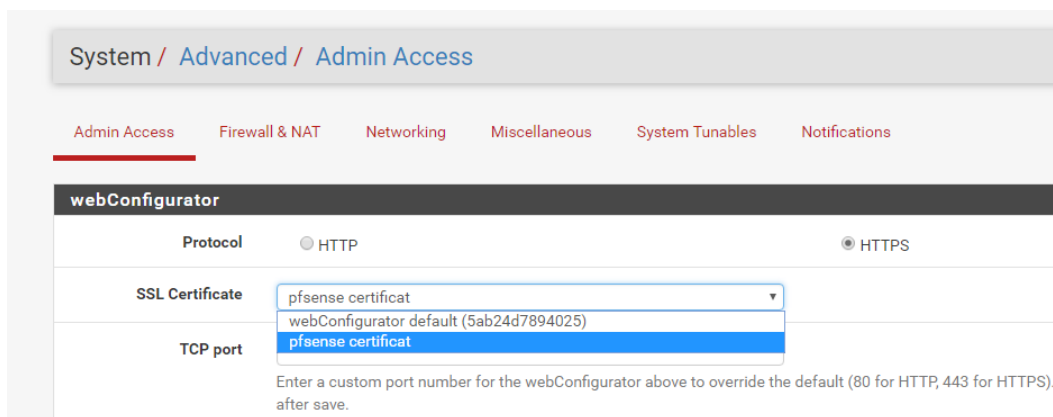 System / Advanced / Admin Access
Admin Access Firewall & NAT Networking Miscellaneous System Tunables Notifications
webConfigurator
Protocol HTTP HTTPS
SSL Certificate pfsense certificat
webConfigurator default (5ab24d7894025)
pfsense certificat
TCP port
Enter a custom port number for the webConfigurator above to override the default (80 for HTTP, 443 for HTTPS).
after save.